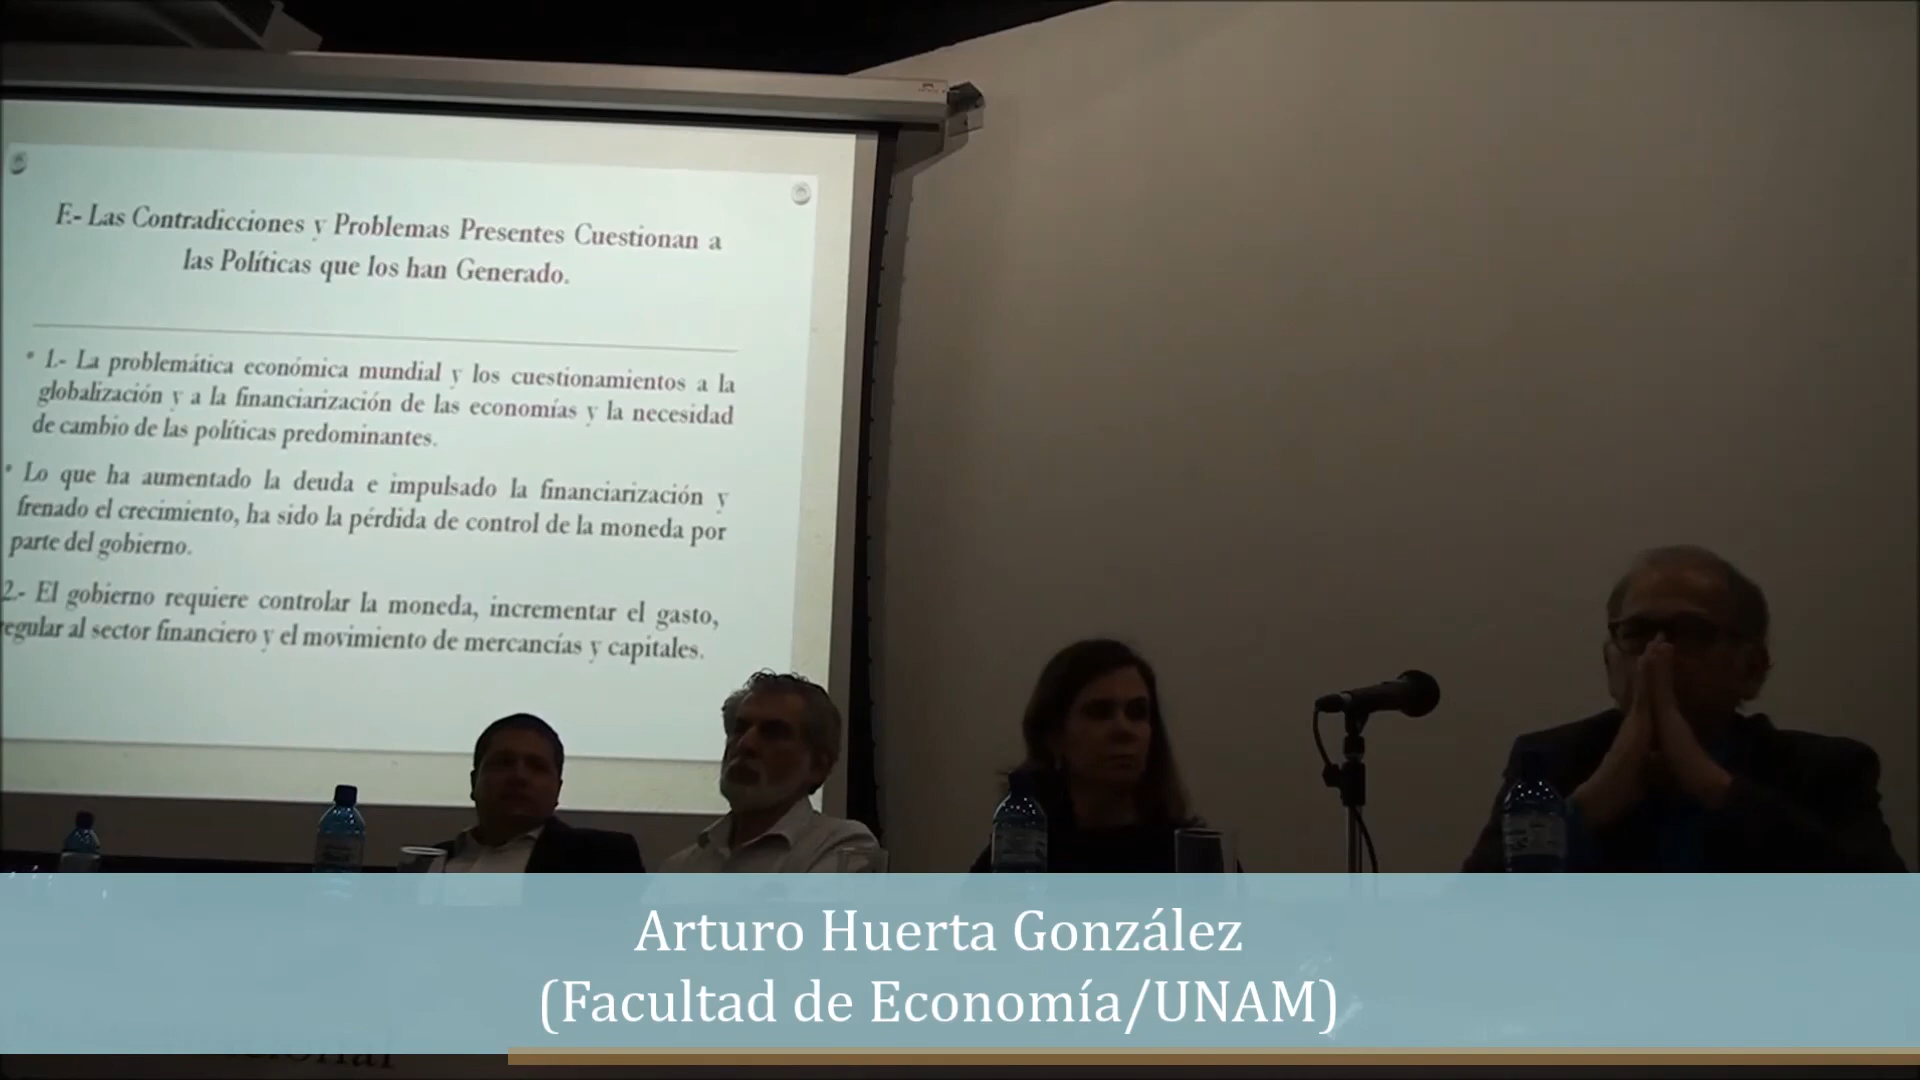 F.- Las Contradicciones y Problemas Presentes Cuestionan a
las Políticas que los han Generado.
• 1.- La problemática económica mundial y los cuestionamientos a la
globalización y a la financiarización de las economías y la necesidad
de cambio de las políticas predominantes.
• Lo que ha aumentado la deuda e impulsado la financiarización y
frenado el crecimiento, ha sido la pérdida de control de la moneda por
parte del gobierno.
2.- El gobierno requiere controlar la moneda, incrementar el gasto,
regular al sector financiero y el movimiento de mercancías y capitales.
Arturo Huerta González
(Facultad de Economía/UNAM)